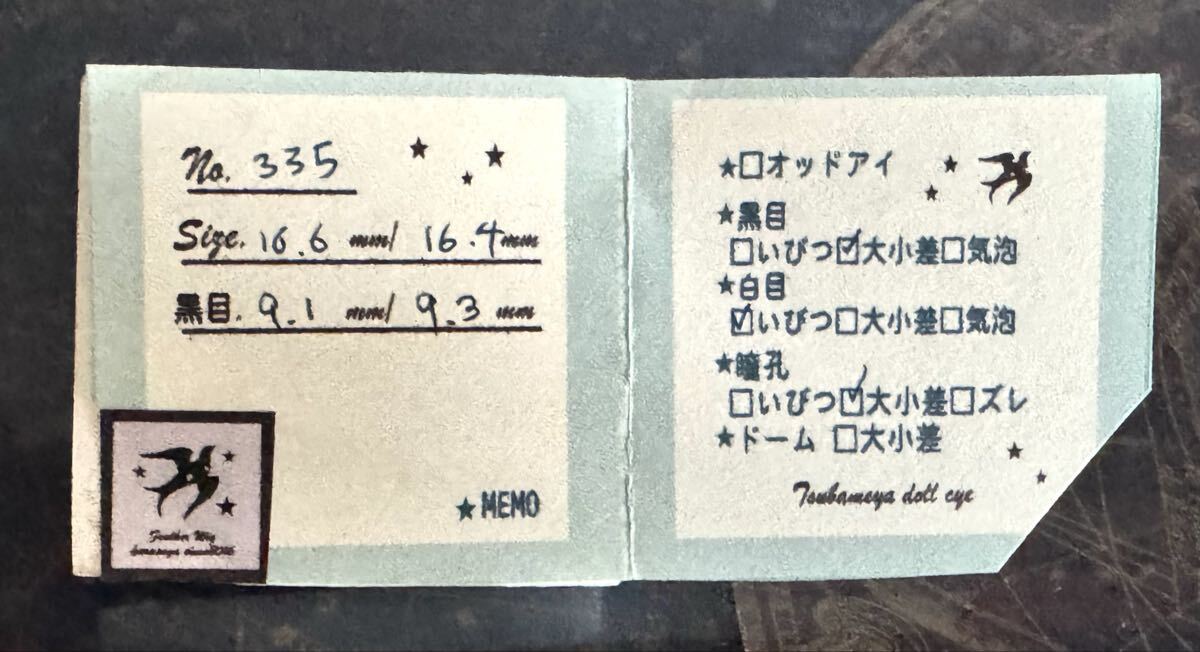 No. 335
Size. 16.6 mm/ 16.4mm
黒目. 9.1 mm/ 9.3 mm
★MEMO
★□オッドアイ
★黒目
□いびつ☑大小差□気泡
★白目
☑いびつ□大小差□気泡
★瞳孔
□いびつ☑大小差□ズレ
★ドーム □大小差
Tsubameya doll eye